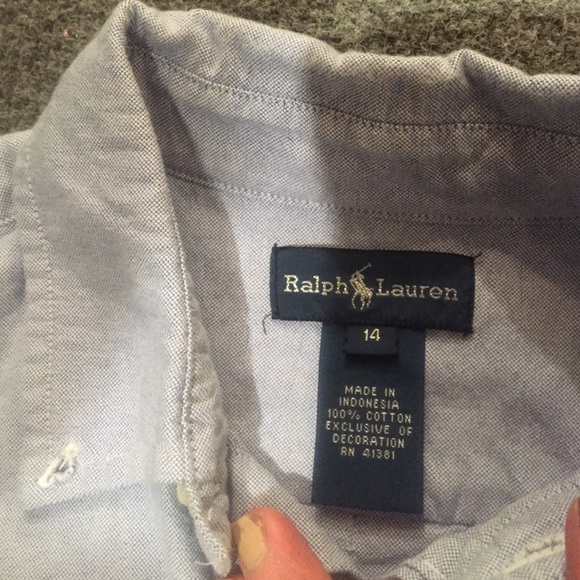 Ralph Lauren
14
MADE IN
INDONESIA
100% COTTON
EXCLUSIVE OF
DECORATION
RN 41381